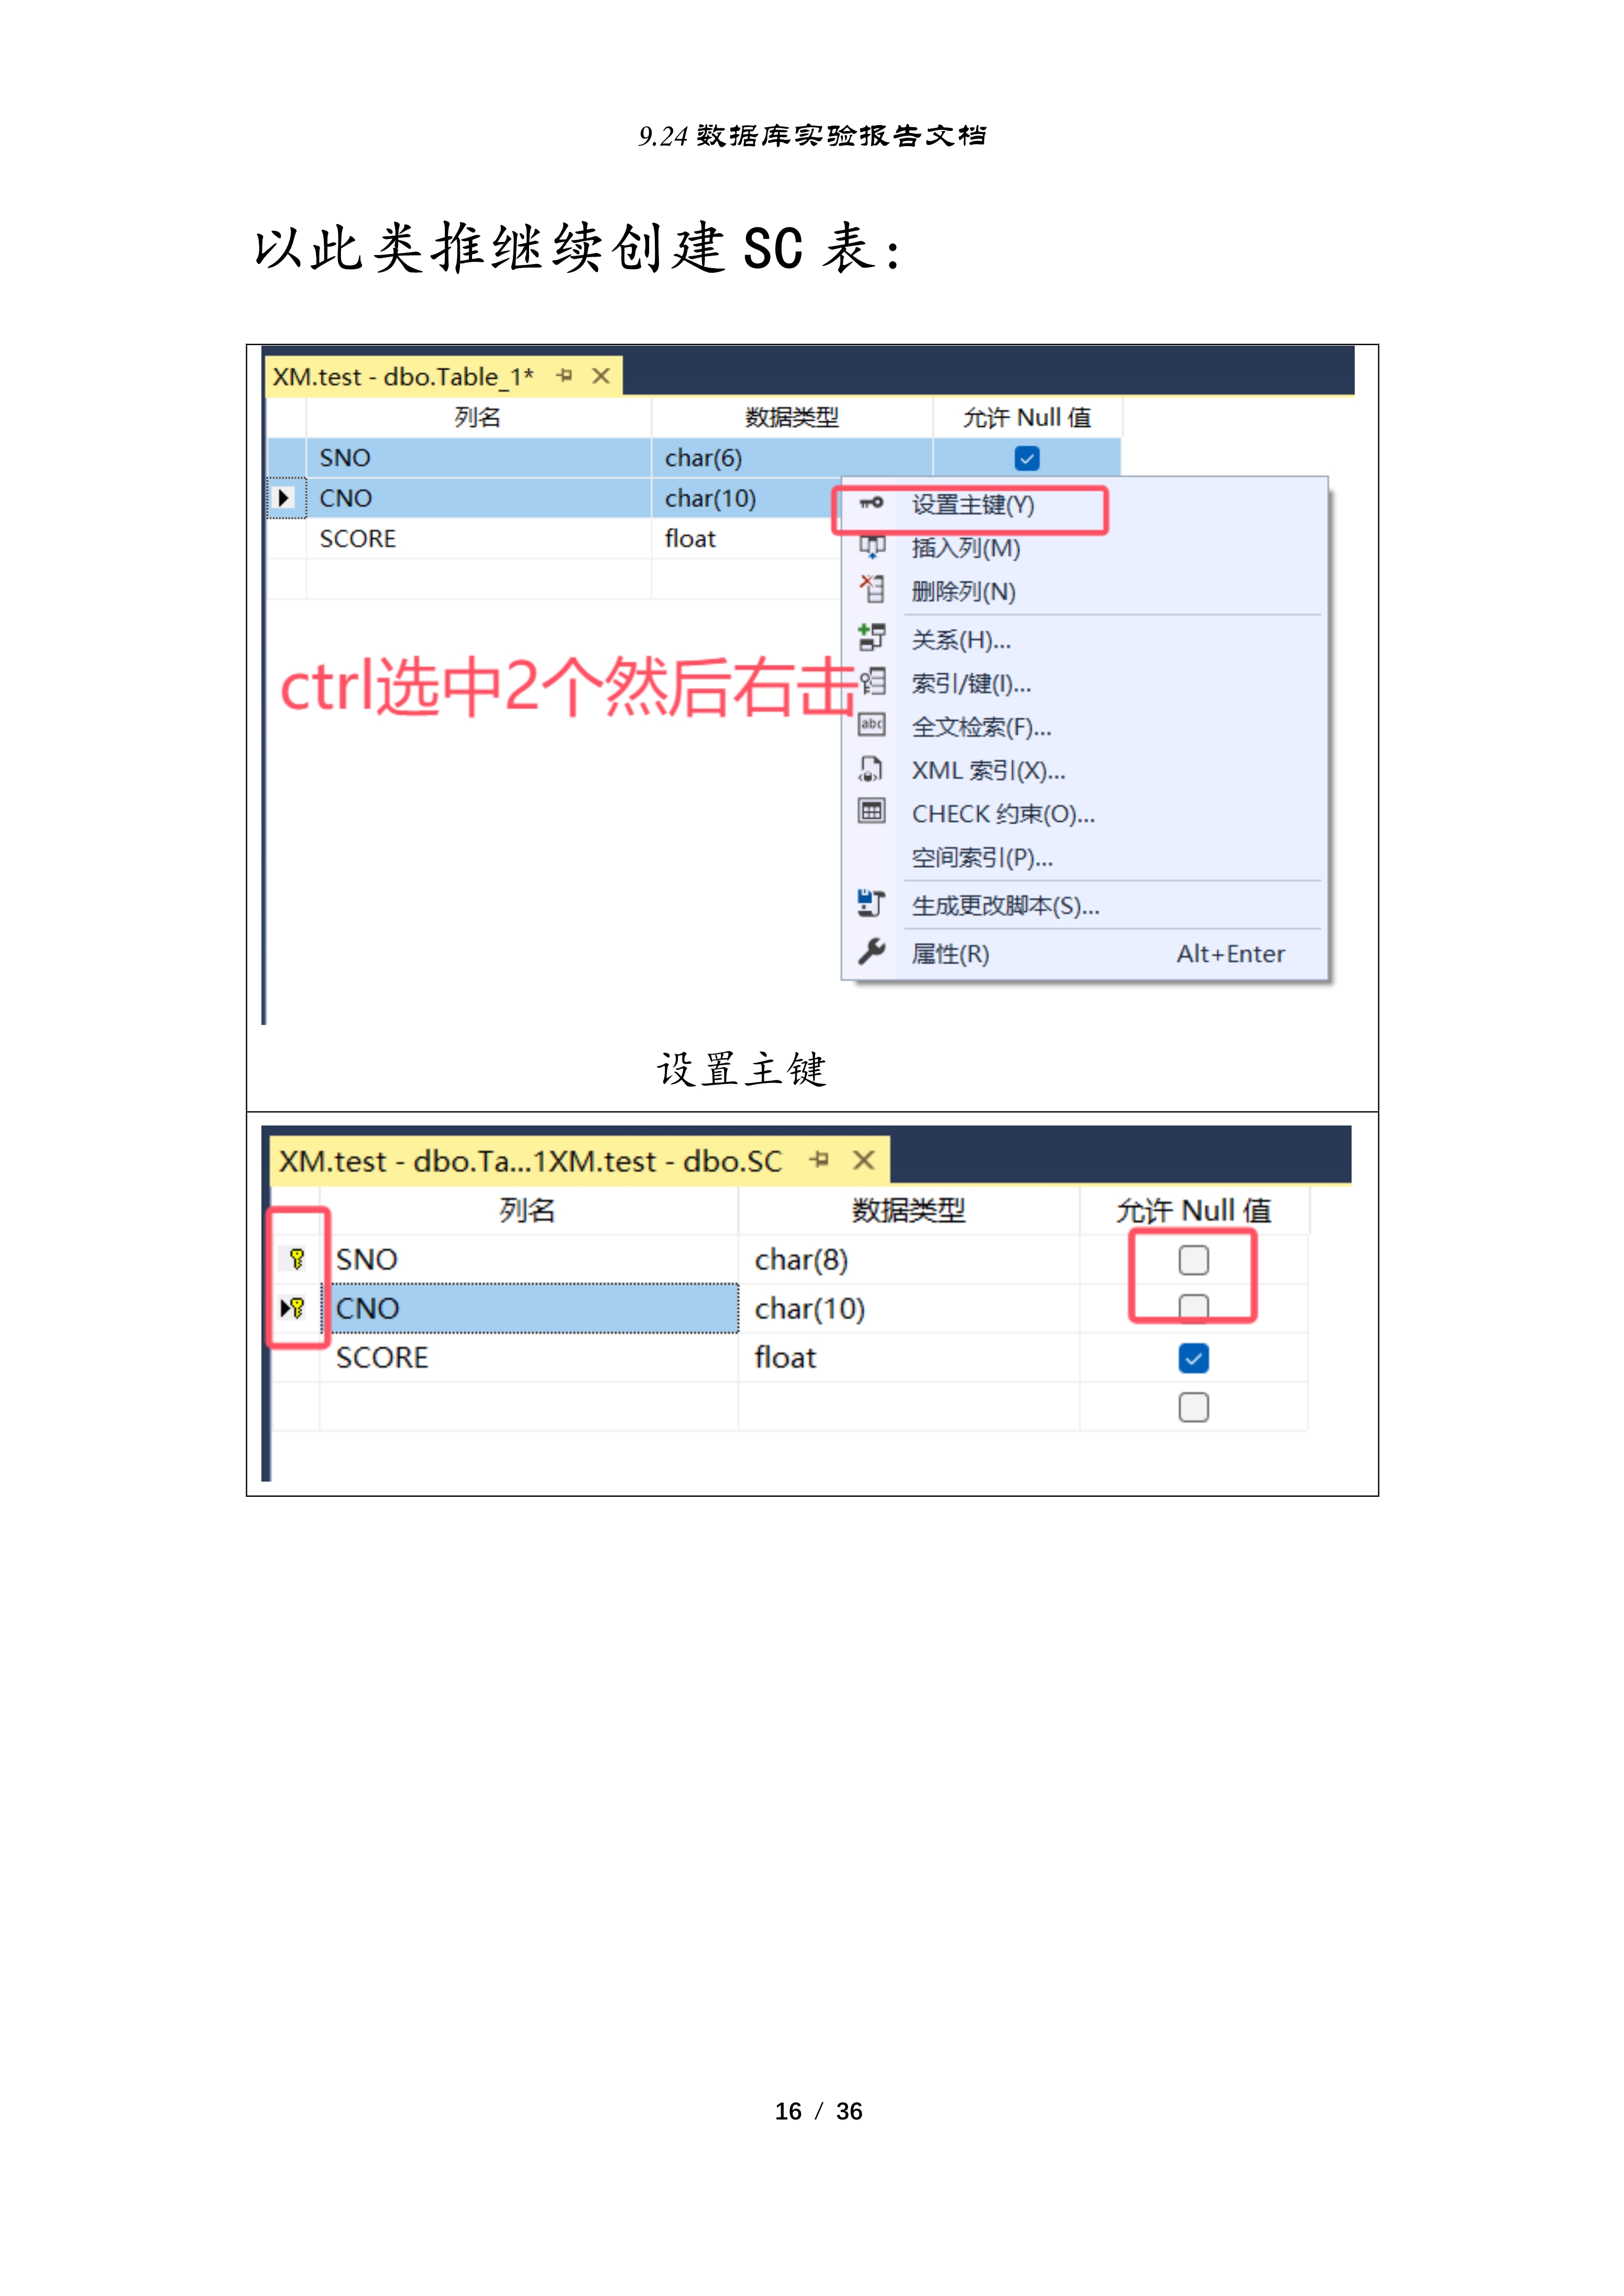 9.24 数据库实验报告文档
以此类推继续创建 SC 表：
XM.test - dbo.Table_1*
列名 数据类型 允许 Null 值
SNO char(6)
CNO char(10)
SCORE float
设置主键(Y)
插入列(M)
删除列(N)
关系(H)...
索引/键(I)...
全文检索(F)...
XML 索引(X)...
CHECK 约束(O)...
空间索引(P)...
生成更改脚本(S)...
属性(R) Alt+Enter
ctrl选中2个然后右击
设置主键
XM.test - dbo.Ta...1XM.test - dbo.SC
列名 数据类型 允许 Null 值
SNO char(8)
CNO char(10)
SCORE float
16 / 36